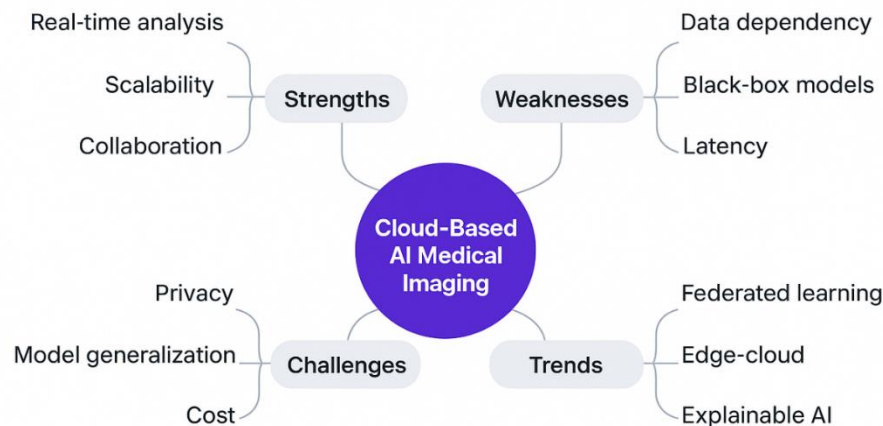 Real-time analysis
Scalability
Collaboration
Strengths
Data dependency
Black-box models
Latency
Weaknesses
Cloud-Based
AI Medical
Imaging
Privacy
Model generalization
Cost
Challenges
Federated learning
Edge-cloud
Explainable AI
Trends